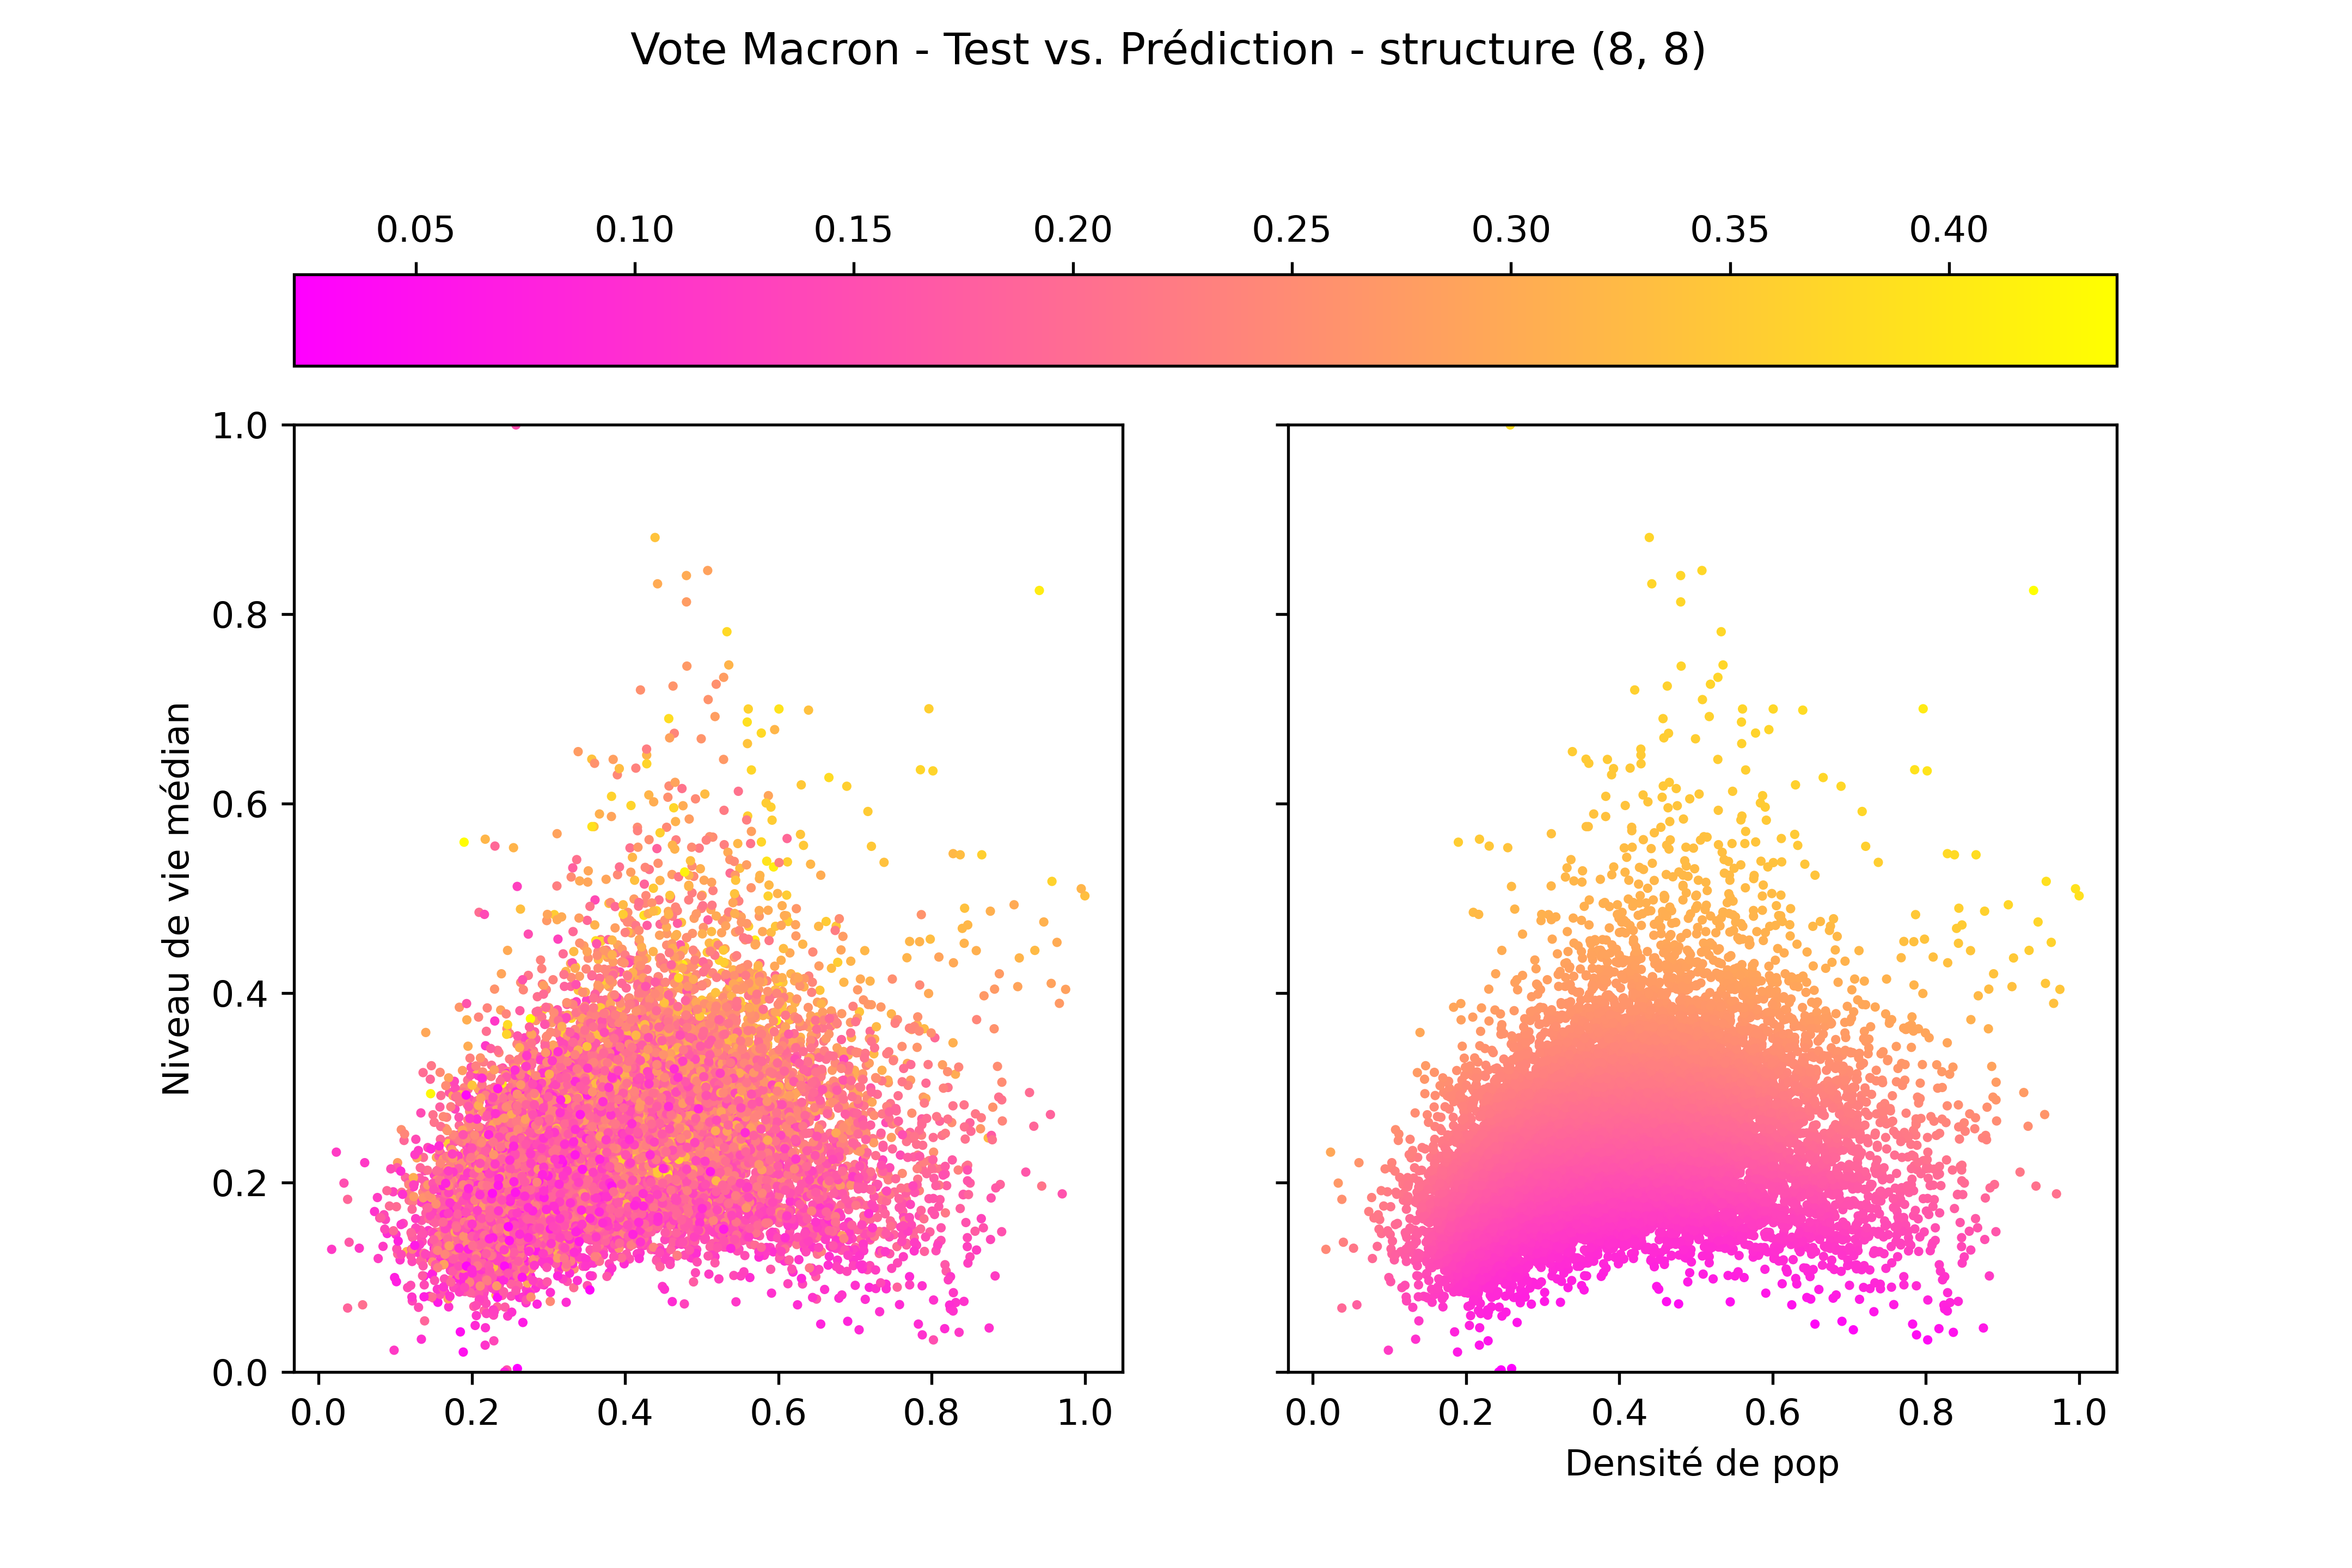 Vote Macron - Test vs. Prédiction - structure (8, 8)
0.05 0.10 0.15 0.20 0.25 0.30 0.35 0.40
1.0
0.8
0.6
0.4
0.2
0.0
Niveau de vie médian
0.0 0.2 0.4 0.6 0.8 1.0
0.0 0.2 0.4 0.6 0.8 1.0
Densité de pop